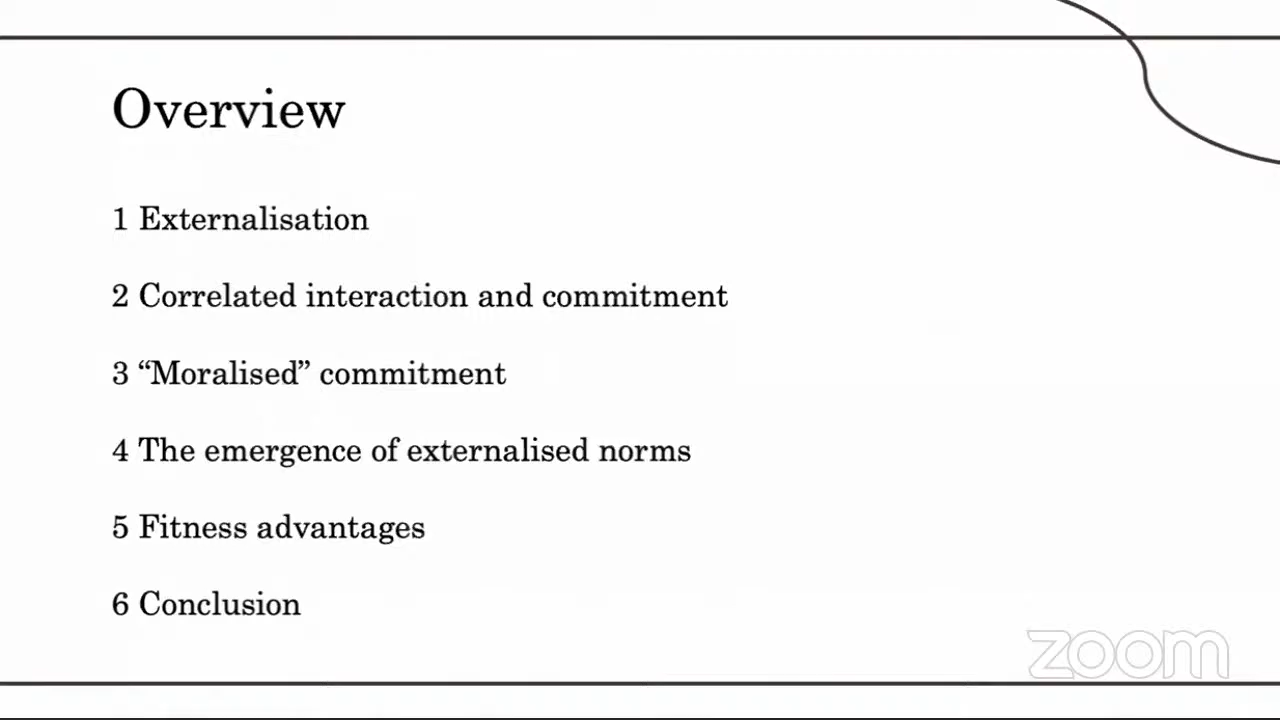 Overview
1 Externalisation
2 Correlated interaction and commitment
3 “Moralised” commitment
4 The emergence of externalised norms
5 Fitness advantages
6 Conclusion
zoom